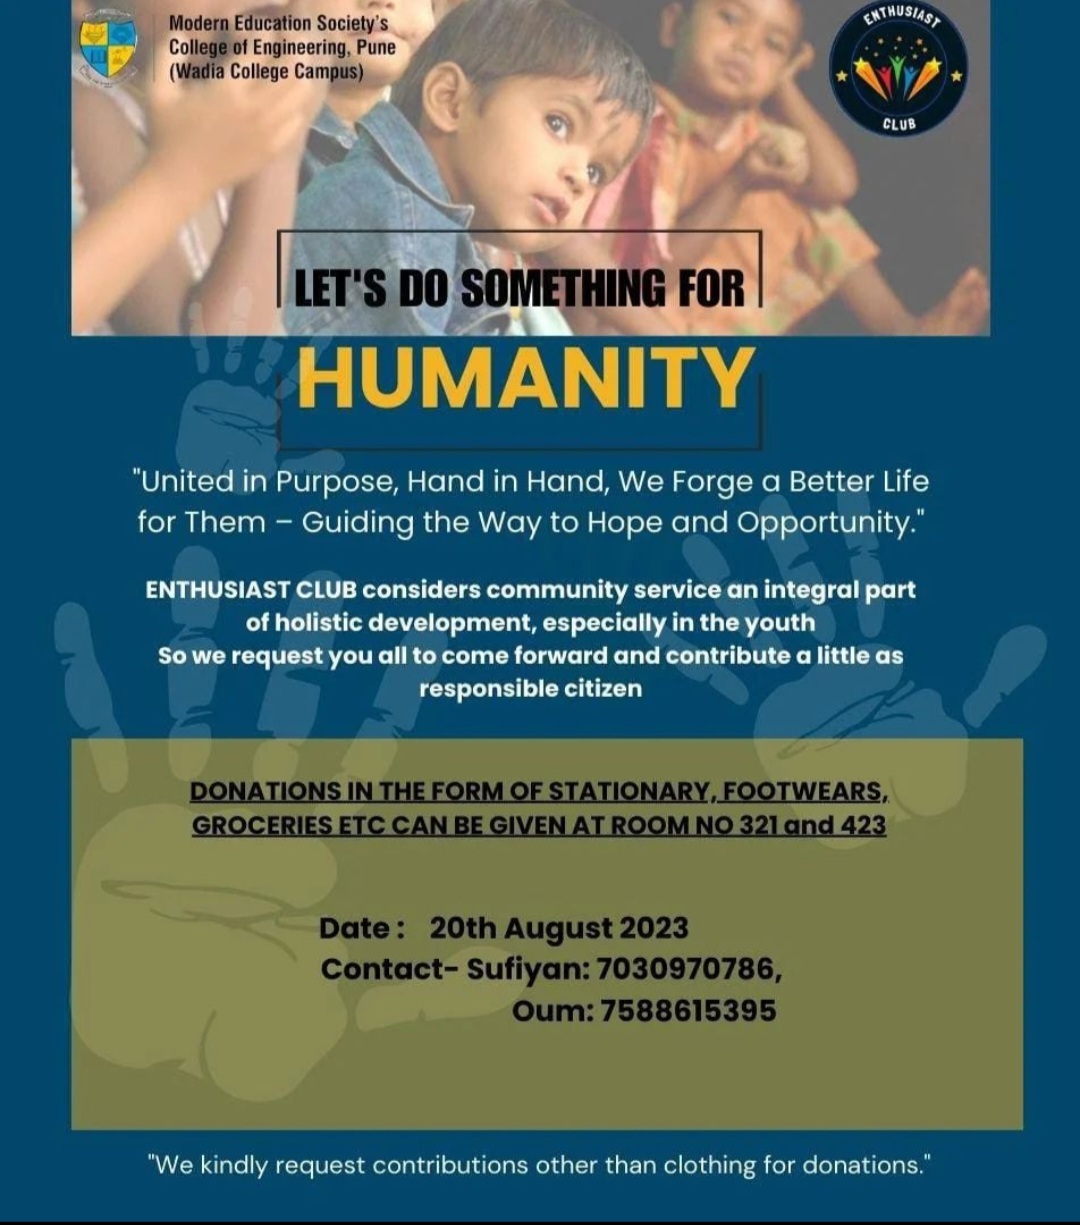 Modern Education Society's
College of Engineering, Pune
(Wadia College Campus)
ENTHUSIAST
CLUB
LET'S DO SOMETHING FOR
HUMANITY
"United in Purpose, Hand in Hand, We Forge a Better Life
for Them – Guiding the Way to Hope and Opportunity."
ENTHUSIAST CLUB considers community service an integral part
of holistic development, especially in the youth
So we request you all to come forward and contribute a little as
responsible citizen
DONATIONS IN THE FORM OF STATIONARY, FOOTWEARS,
GROCERIES ETC CAN BE GIVEN AT ROOM NO 321 and 423
Date : 20th August 2023
Contact- Sufiyan: 7030970786,
Oum: 7588615395
"We kindly request contributions other than clothing for donations."